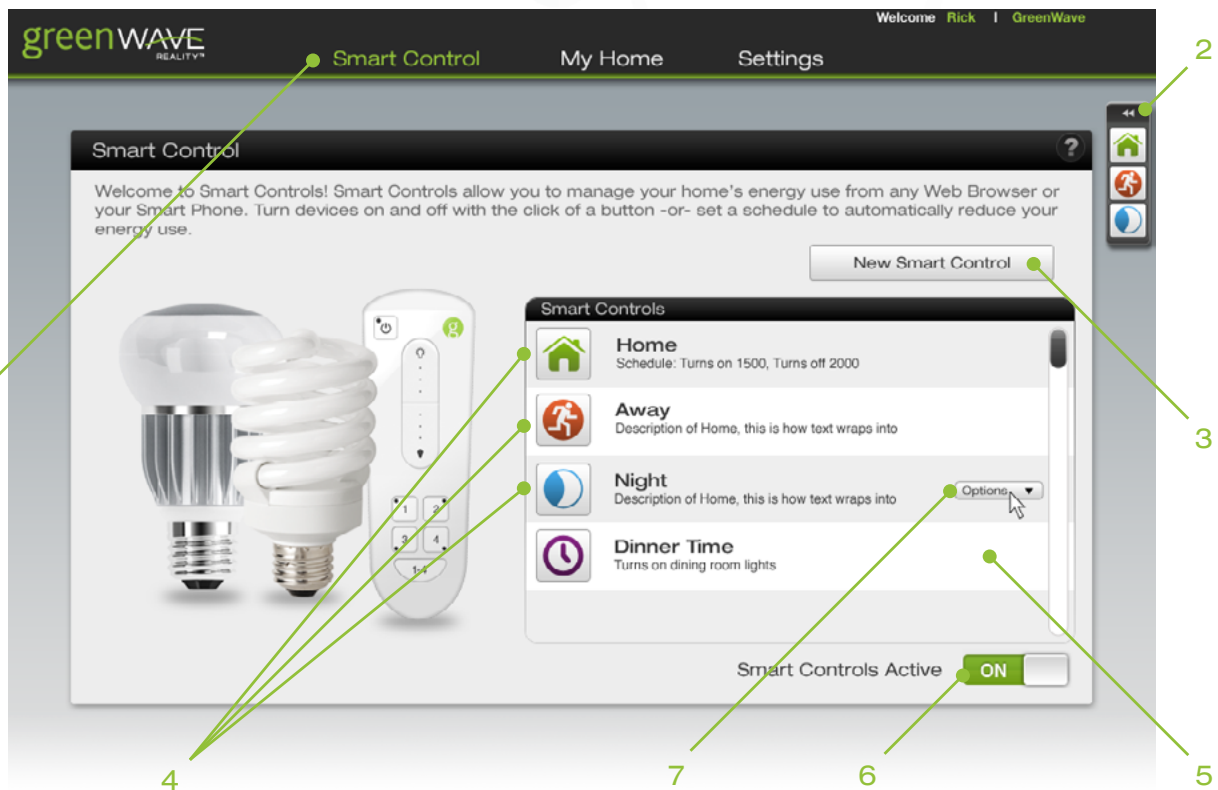 Welcome Rick | GreenWave
greenWAVE
REALITY™
Smart Control My Home Settings
2
Smart Control ?
Welcome to Smart Controls! Smart Controls allow you to manage your home's energy use from any Web Browser or
your Smart Phone. Turn devices on and off with the click of a button -or- set a schedule to automatically reduce your
energy use.
New Smart Control
3
Smart Controls
Home
Schedule: Turns on 1500, Turns off 2000
Away
Description of Home, this is how text wraps into
Night
Description of Home, this is how text wraps into
Options
Dinner Time
Turns on dining room lights
g
1 2
3 4
1-4
Smart Controls Active ON
4
7
6
5